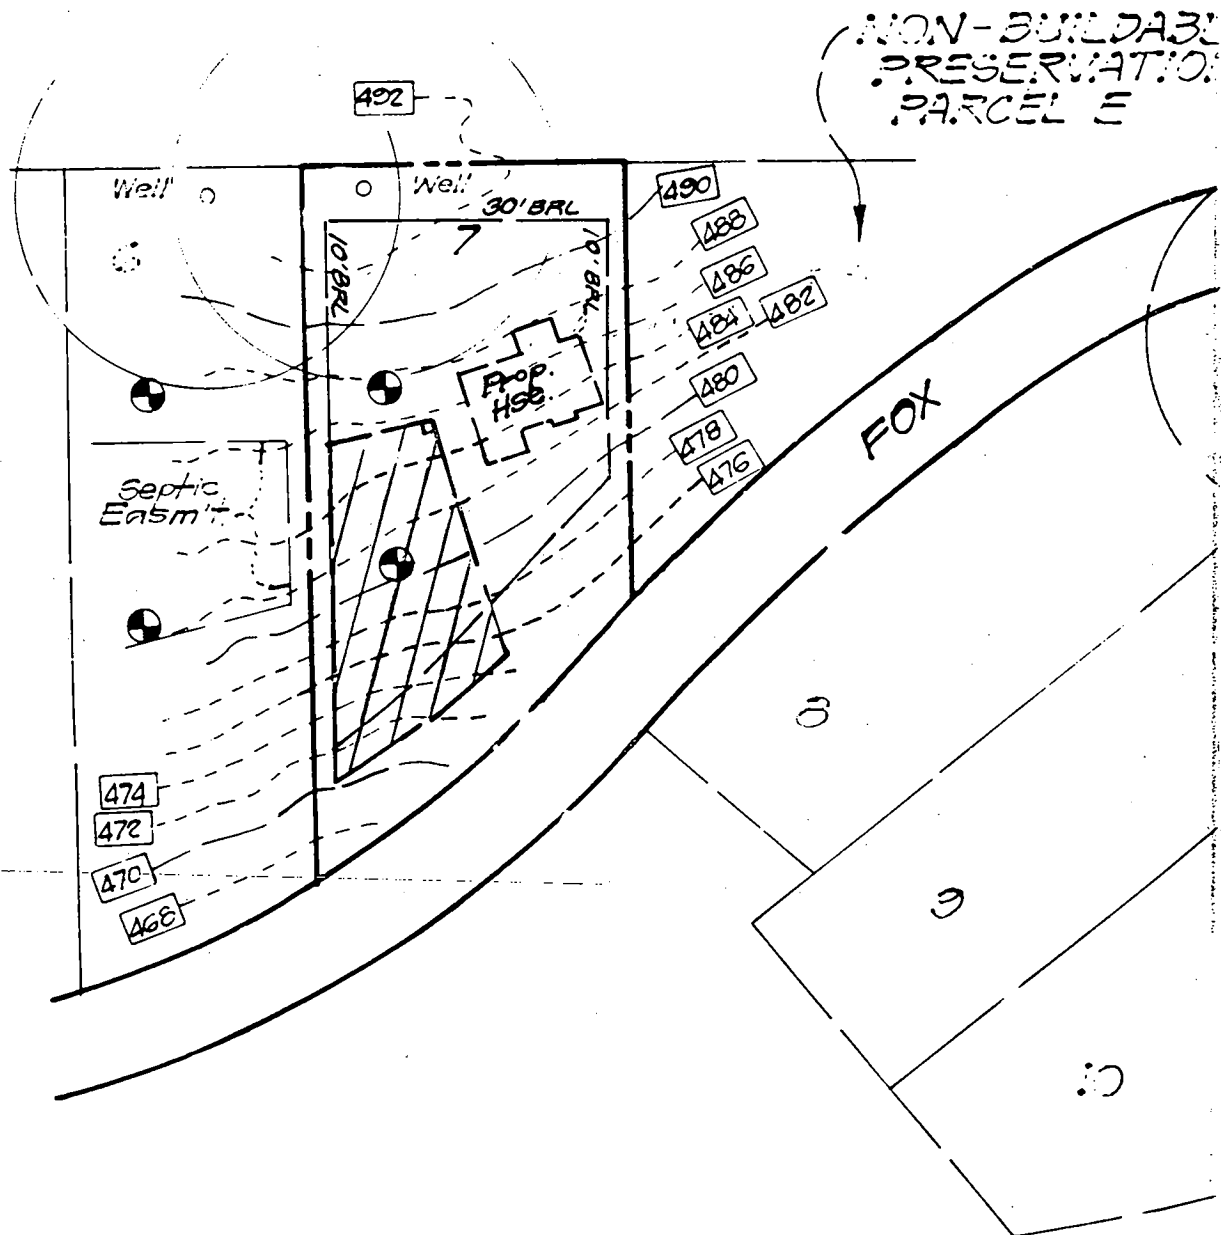 NON-BUILDABL
PRESERVATIO
PARCEL E
492
Well
Well
30' BRL
7
10' BRL
10' BRL
490
488
486
484
482
480
478
476
Prop.
HSE.
Septic
Easm't
FOX
8
9
10
474
472
470
468